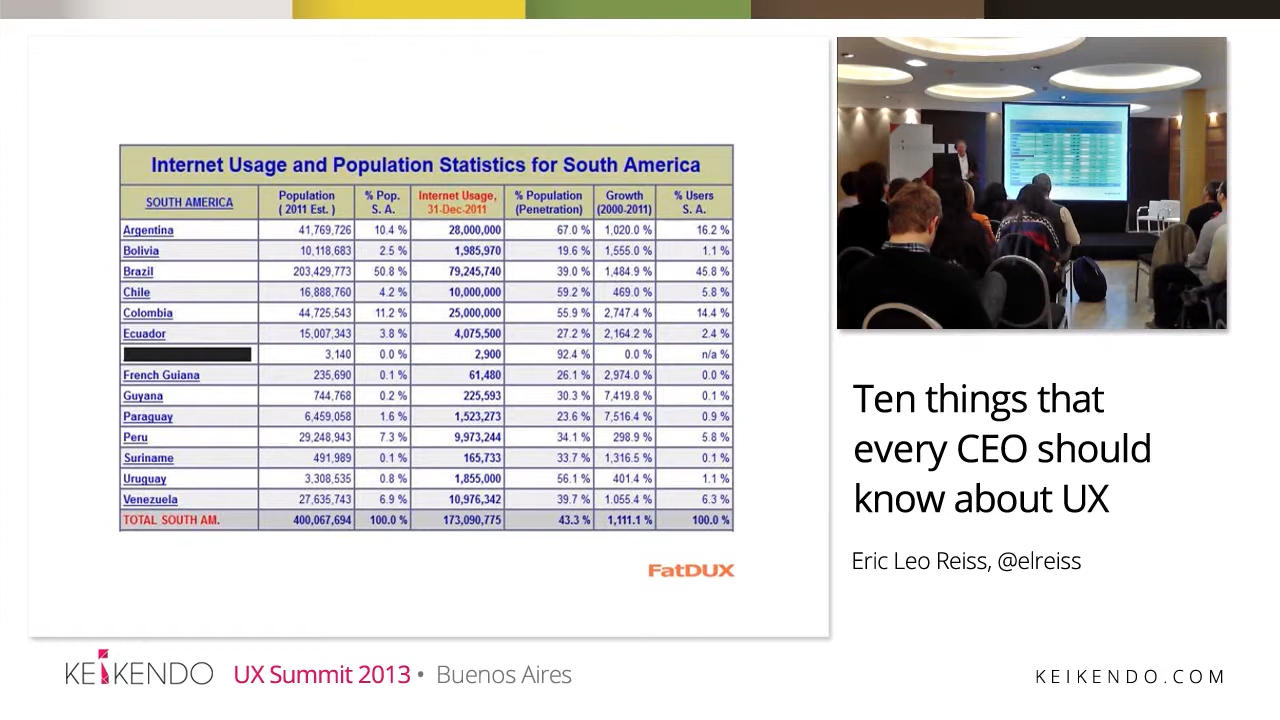 Internet Usage and Population Statistics for South America
SOUTH AMERICA Population ( 2011 Est. ) % Pop. S. A. Internet Usage, 31-Dec-2011 % Population (Penetration) Growth (2000-2011) % Users S. A.
Argentina 41,769,726 10.4 % 28,000,000 67.0 % 1,020.0 % 16.2 %
Bolivia 10,118,683 2.5 % 1,985,970 19.6 % 1,555.0 % 1.1 %
Brazil 203,429,773 50.8 % 79,245,740 39.0 % 1,484.9 % 45.8 %
Chile 16,888,760 4.2 % 10,000,000 59.2 % 469.0 % 5.8 %
Colombia 44,725,543 11.2 % 25,000,000 55.9 % 2,747.4 % 14.4 %
Ecuador 15,007,343 3.8 % 4,075,500 27.2 % 2,164.2 % 2.4 %
3,140 0.0 % 2,900 92.4 % 0.0 % n/a %
French Guiana 235,690 0.1 % 61,480 26.1 % 2,974.0 % 0.0 %
Guyana 744,768 0.2 % 225,593 30.3 % 7,419.8 % 0.1 %
Paraguay 6,459,058 1.6 % 1,523,273 23.6 % 7,516.4 % 0.9 %
Peru 29,248,943 7.3 % 9,973,244 34.1 % 298.9 % 5.8 %
Suriname 491,989 0.1 % 165,733 33.7 % 1,316.5 % 0.1 %
Uruguay 3,308,535 0.8 % 1,855,000 56.1 % 401.4 % 1.1 %
Venezuela 27,635,743 6.9 % 10,976,342 39.7 % 1.055.4 % 6.3 %
TOTAL SOUTH AM. 400,067,694 100.0 % 173,090,775 43.3 % 1,111.1 % 100.0 %
FatDUX
Ten things that
every CEO should
know about UX
Eric Leo Reiss, @elreiss
KEIKENDO UX Summit 2013 • Buenos Aires
KEIKENDO.COM